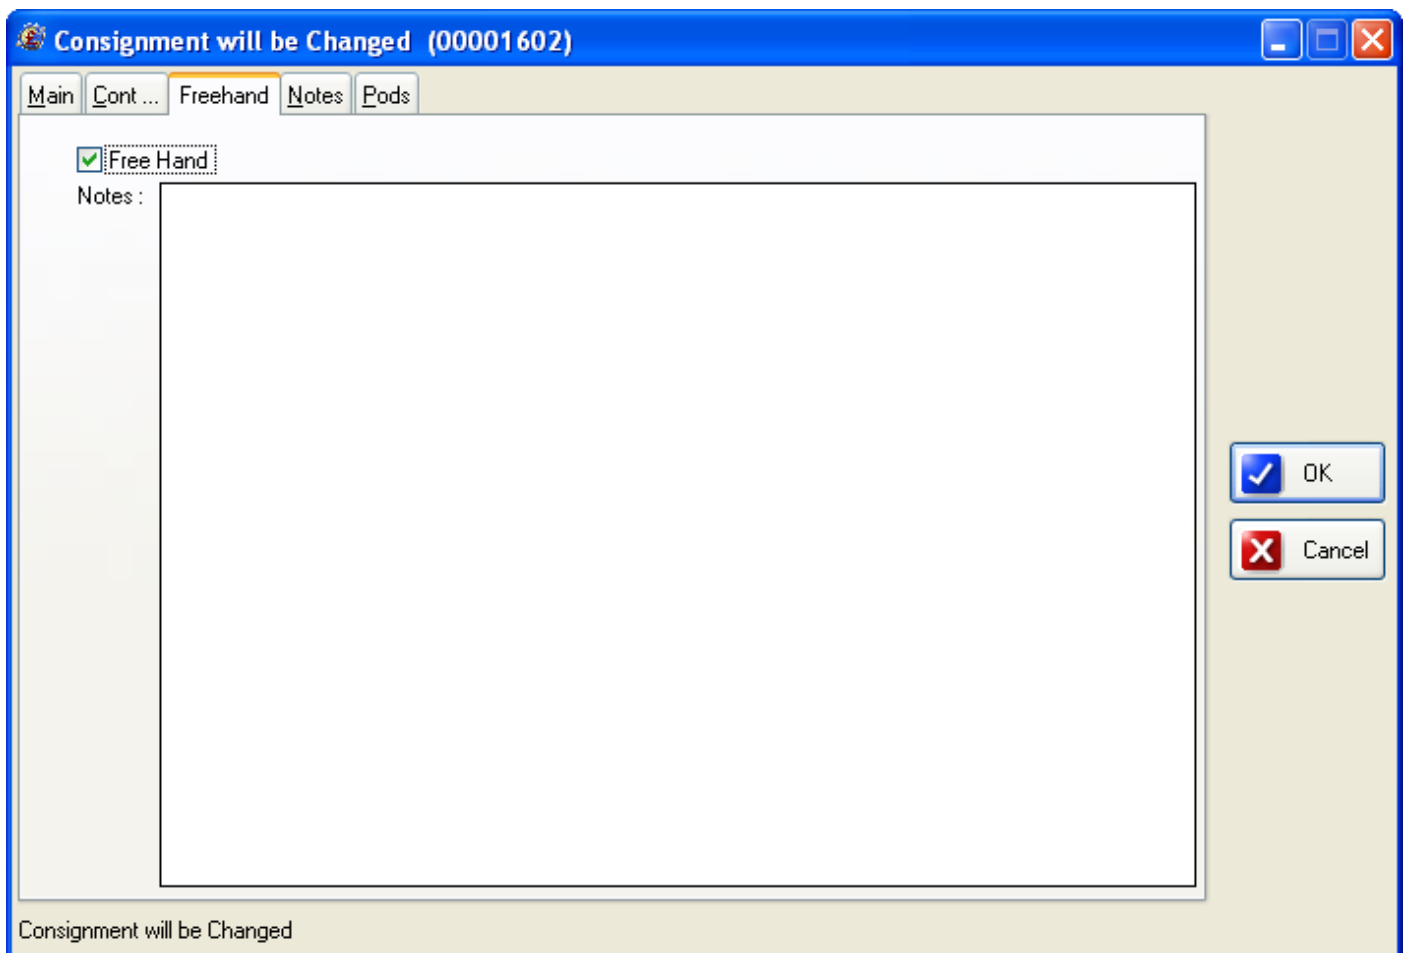 Consignment will be Changed (00001602)
Main Cont ... Freehand Notes Pods
Free Hand
Notes :
OK
Cancel
Consignment will be Changed